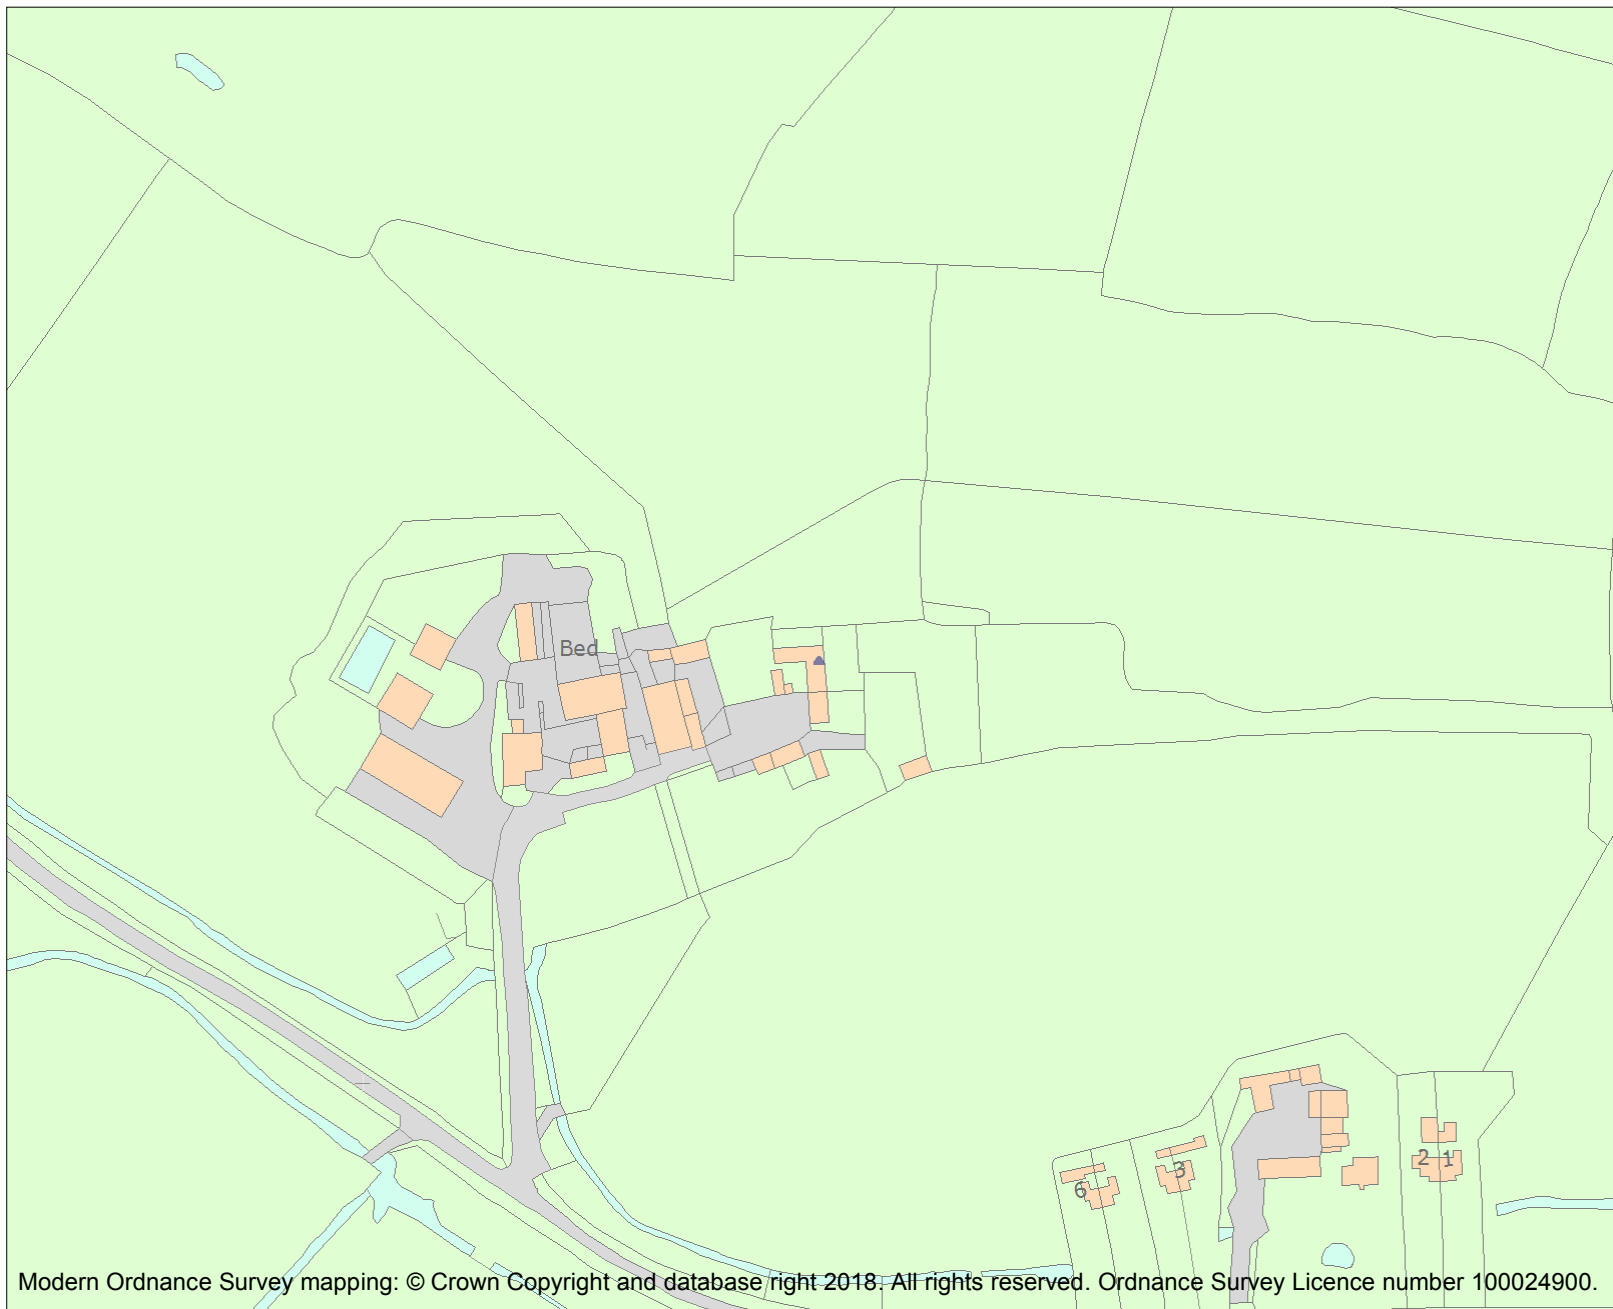 Bed
3
2 1
6
Modern Ordnance Survey mapping: © Crown Copyright and database right 2018. All rights reserved. Ordnance Survey Licence number 100024900.